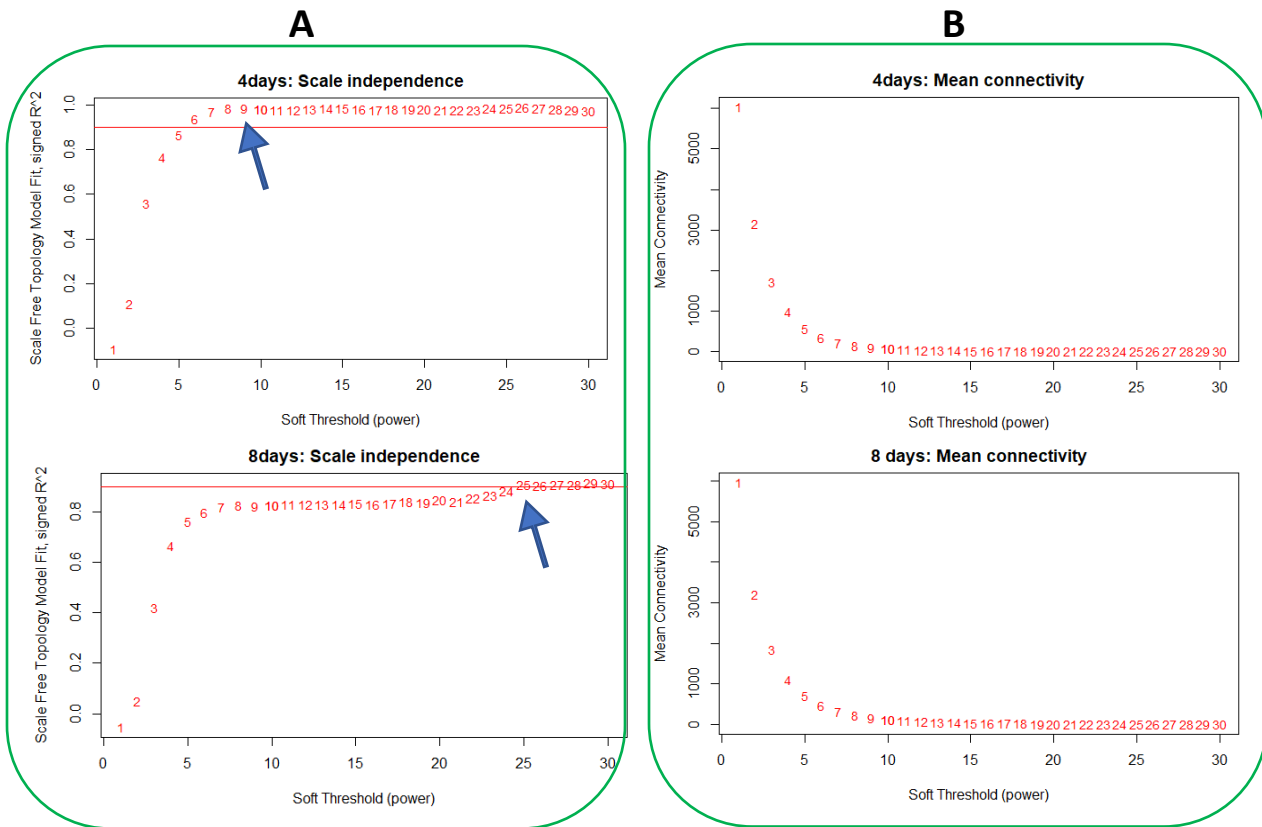 A
4days: Scale independence
Scale Free Topology Model Fit, signed R^2
1.0
0.8
0.6
0.4
0.2
0.0
1
2
3
4
5
6
7
8 9 10 11 12 13 14 15 16 17 18 19 20 21 22 23 24 25 26 27 28 29 30
0 5 10 15 20 25 30
Soft Threshold (power)
8days: Scale independence
Scale Free Topology Model Fit, signed R^2
0.8
0.6
0.4
0.2
0.0
1
2
3
4
5
6
7 8 9 10 11 12 13 14 15 16 17 18 19 20 21 22 23 24 25 26 27 28 29 30
0 5 10 15 20 25 30
Soft Threshold (power)
B
4days: Mean connectivity
Mean Connectivity
5000
3000
1000
0
1
2
3
4
5
6
7 8 9 10 11 12 13 14 15 16 17 18 19 20 21 22 23 24 25 26 27 28 29 30
0 5 10 15 20 25 30
Soft Threshold (power)
8 days: Mean connectivity
Mean Connectivity
5000
3000
1000
0
1
2
3
4
5
6
7 8 9 10 11 12 13 14 15 16 17 18 19 20 21 22 23 24 25 26 27 28 29 30
0 5 10 15 20 25 30
Soft Threshold (power)